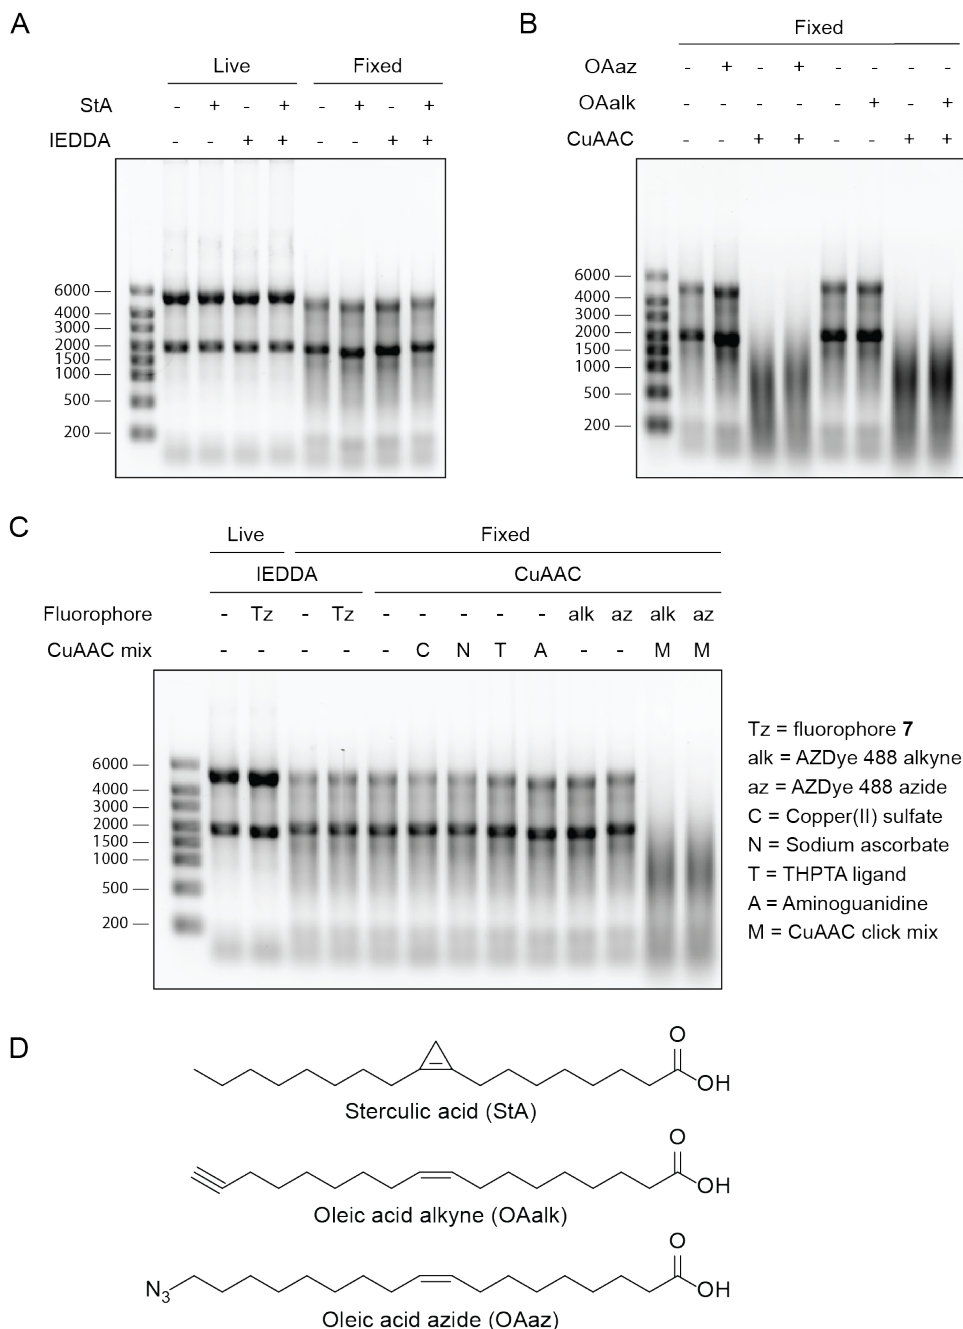 A
Live Fixed
StA - + - + - + - +
IEDDA - - + + - - + +
6000
4000
3000
2000
1500
1000
500
200
B
Fixed
OAaz - + - + - - - -
OAalk - - - - - + - +
CuAAC - - + + - - + +
6000
4000
3000
2000
1500
1000
500
200
C
Live Fixed
IEDDA CuAAC
Fluorophore - Tz - Tz - - - - - alk az alk az
CuAAC mix - - - - - C N T A - - M M
6000
4000
3000
2000
1500
1000
500
200
Tz = fluorophore 7
alk = AZDye 488 alkyne
az = AZDye 488 azide
C = Copper(II) sulfate
N = Sodium ascorbate
T = THPTA ligand
A = Aminoguanidine
M = CuAAC click mix
D
O
OH
Sterculic acid (StA)
O
OH
Oleic acid alkyne (OAalk)
O
N3 OH
Oleic acid azide (OAaz)